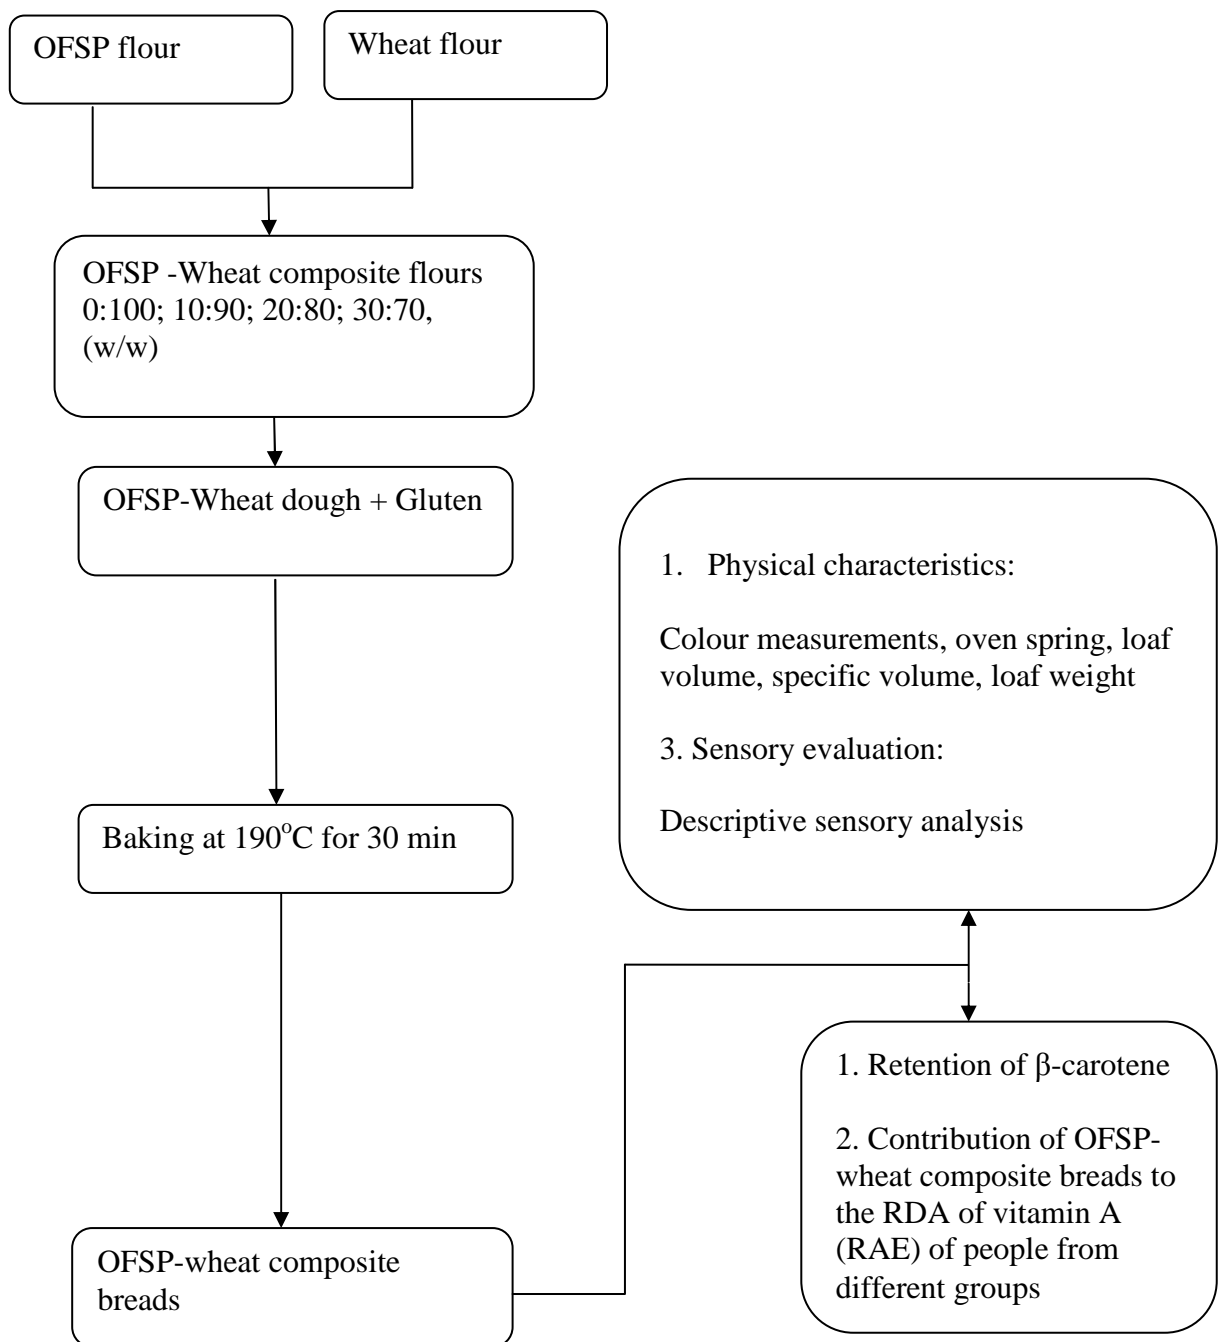 OFSP flour
Wheat flour
OFSP -Wheat composite flours
0:100; 10:90; 20:80; 30:70,
(w/w)
OFSP-Wheat dough + Gluten
Baking at 190°C for 30 min
OFSP-wheat composite
breads
1. Physical characteristics:
Colour measurements, oven spring, loaf
volume, specific volume, loaf weight
3. Sensory evaluation:
Descriptive sensory analysis
1. Retention of β-carotene
2. Contribution of OFSP-
wheat composite breads to
the RDA of vitamin A
(RAE) of people from
different groups